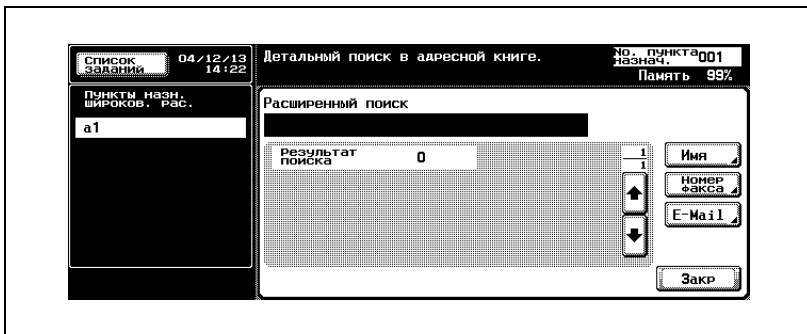 Список заданий
04/12/13
14:22
Детальный поиск в адресной книге.
No. пункта назнач.
001
Память 99%
Пункты назн. широков. рас.
a1
Расширенный поиск
Результат поиска
0
1
1
Имя
Номер факса
E-Mail
Закр